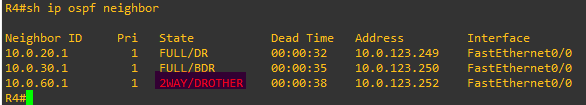 R4#sh ip ospf neighbor
Neighbor ID Pri State Dead Time Address Interface
10.0.20.1 1 FULL/DR 00:00:32 10.0.123.249 FastEthernet0/0
10.0.30.1 1 FULL/BDR 00:00:35 10.0.123.250 FastEthernet0/0
10.0.60.1 1 2WAY/DROTHER 00:00:38 10.0.123.252 FastEthernet0/0
R4#